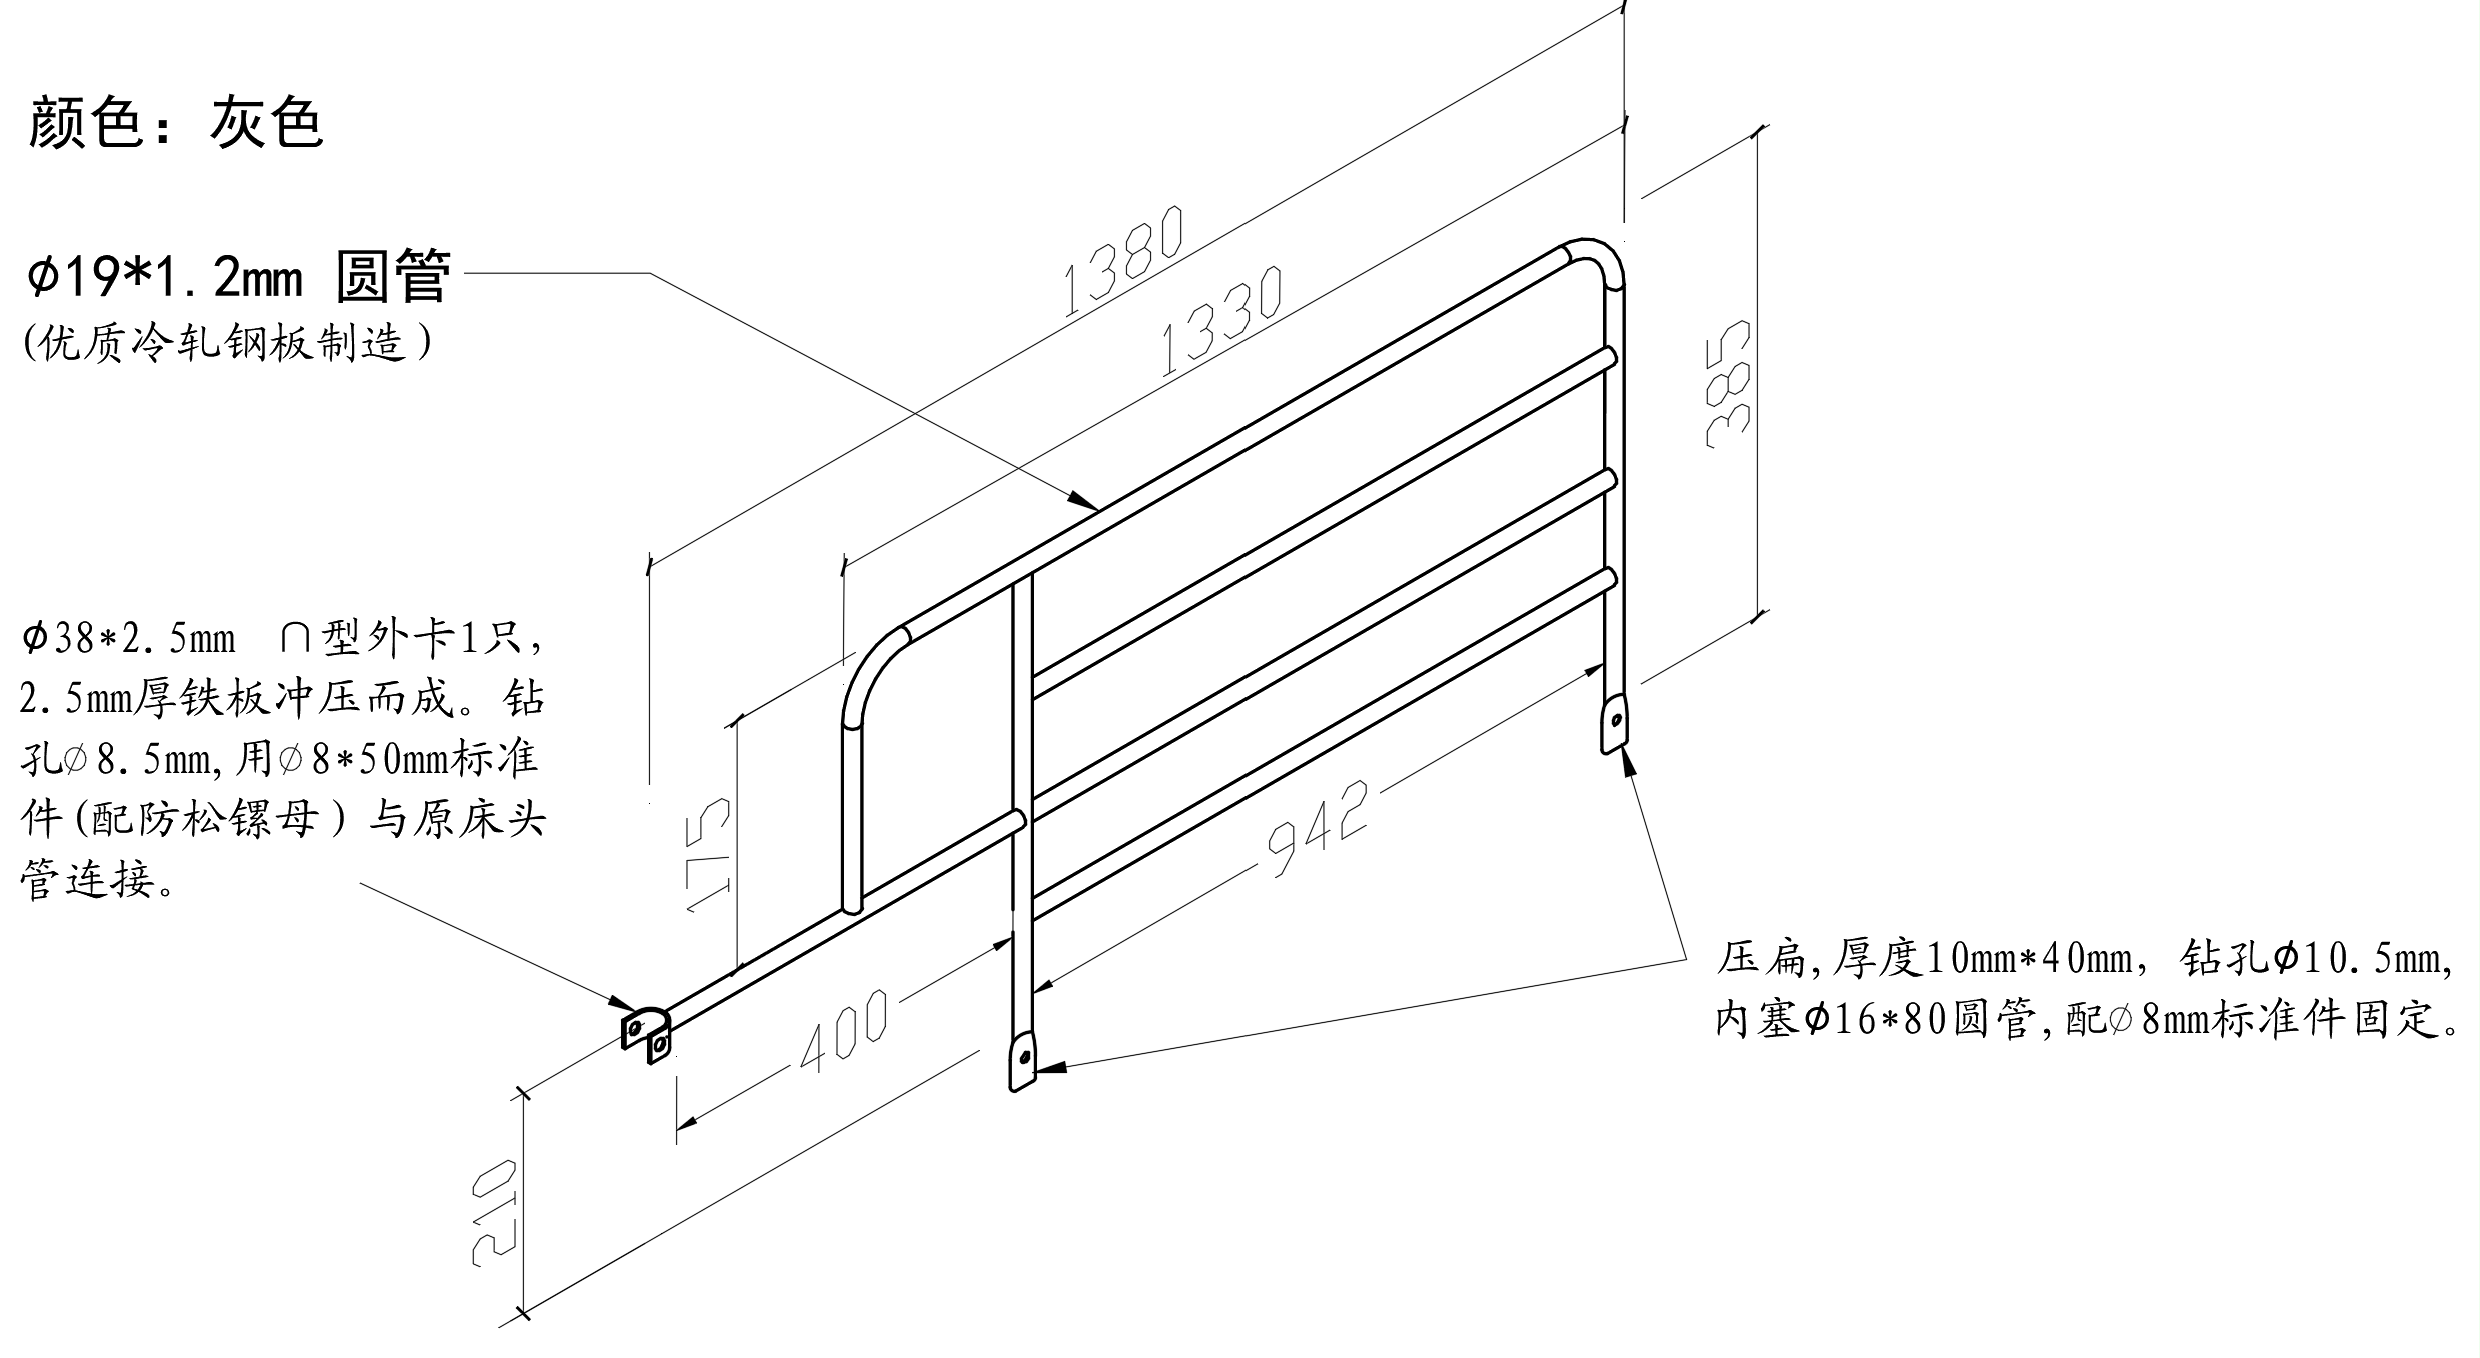 颜色：灰色
1380
1330
φ19*1.2mm 圆管
(优质冷轧钢板制造)
385
φ38*2.5mm ∩型外卡1只,
2.5mm厚铁板冲压而成。钻
孔∅8.5mm,用∅8*50mm标准
件(配防松镙母)与原床头
管连接。
175
942
400
压扁,厚度10mm*40mm, 钻孔φ10.5mm,
内塞φ16*80圆管,配∅8mm标准件固定。
210